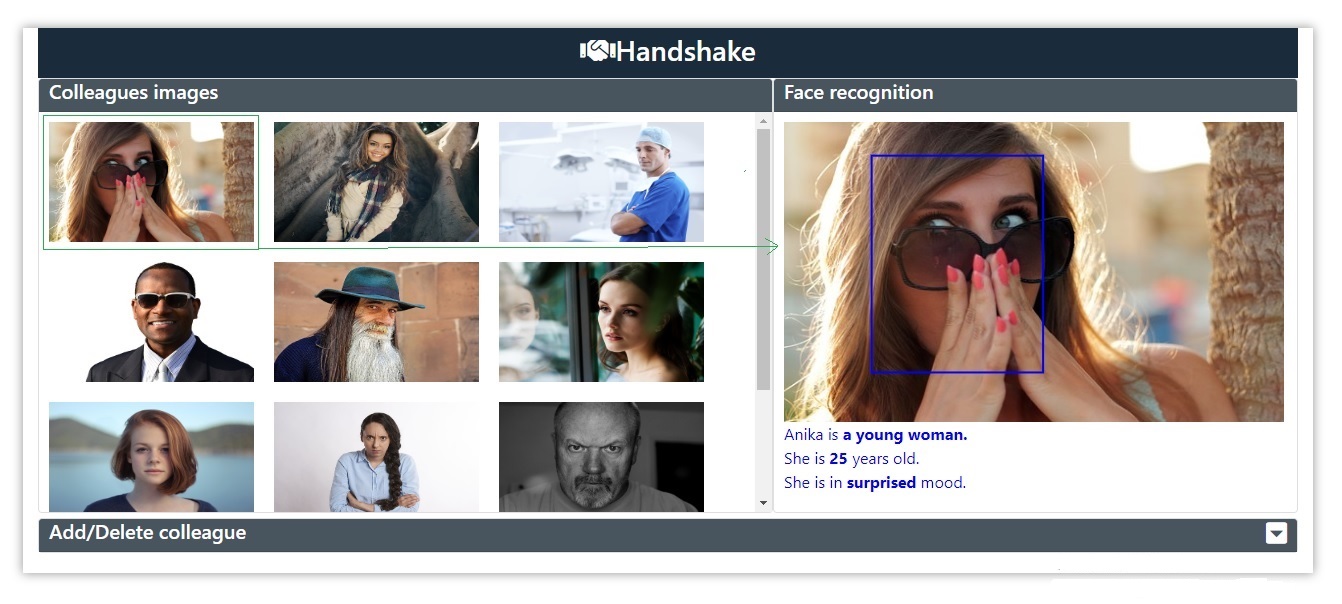 Handshake
Colleagues images
Face recognition
Anika is a young woman.
She is 25 years old.
She is in surprised mood.
Add/Delete colleague